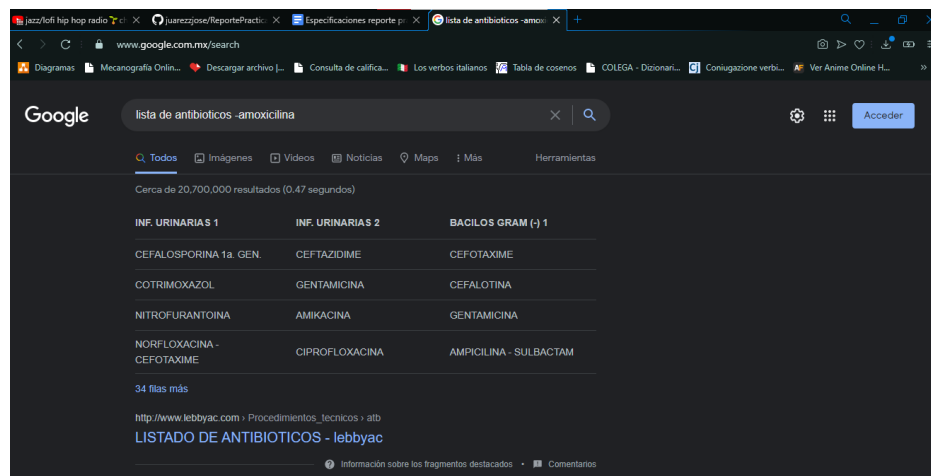 jazz/lofi hip hop radio
juarezzjose/ReportePractic
Especificaciones reporte pr
lista de antibioticos -amoxi
www.google.com.mx/search
Diagramas
Mecanografía Onlin...
Descargar archivo |...
Consulta de califica...
Los verbos italianos
Tabla de cosenos
COLEGA - Dizionari...
Coniugazione verbi...
Ver Anime Online H...
Google
lista de antibioticos -amoxicilina
Acceder
Todos
Imágenes
Videos
Noticias
Maps
Más
Herramientas
Cerca de 20,700,000 resultados (0.47 segundos)
INF. URINARIAS 1 INF. URINARIAS 2 BACILOS GRAM (-) 1
CEFALOSPORINA 1a. GEN. CEFTAZIDIME CEFOTAXIME
COTRIMOXAZOL GENTAMICINA CEFALOTINA
NITROFURANTOINA AMIKACINA GENTAMICINA
NORFLOXACINA -
CEFOTAXIME CIPROFLOXACINA AMPICILINA - SULBACTAM
34 filas más
http://www.lebbyac.com › Procedimientos_tecnicos › atb
LISTADO DE ANTIBIOTICOS - lebbyac
Información sobre los fragmentos destacados • Comentarios